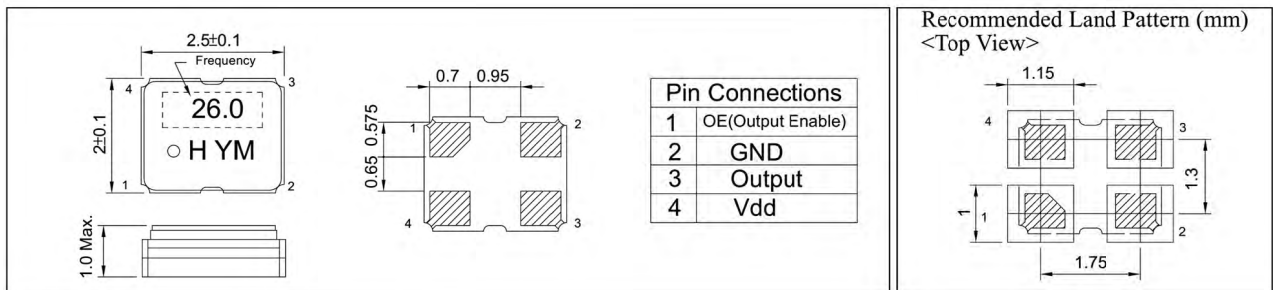 2.5±0.1
Frequency
4
3
26.0
H YM
2±0.1
1
2
1.0 Max.
0.7
0.95
1
2
0.575
0.65
4
3
Pin Connections
1 OE(Output Enable)
2 GND
3 Output
4 Vdd
Recommended Land Pattern (mm)
<Top View>
1.15
4
3
1.3
1
1
2
1.75